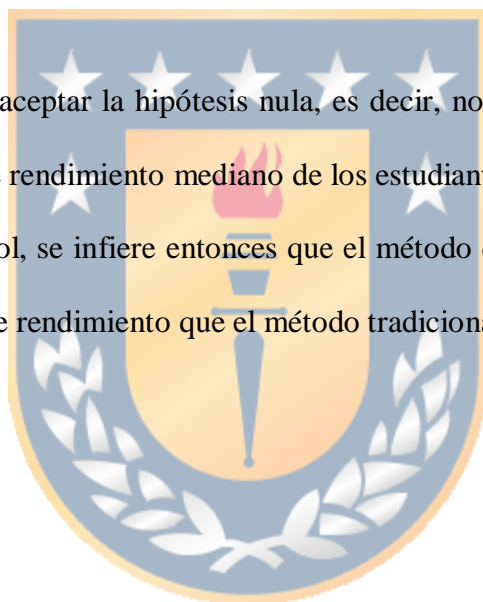 aceptar la hipótesis nula, es decir, no
rendimiento mediano de los estudiant
ol, se infiere entonces que el método
e rendimiento que el método tradiciona